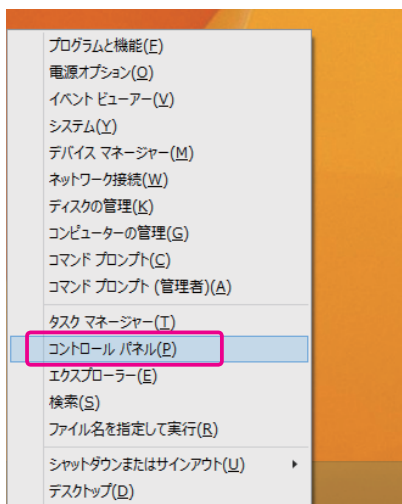 プログラムと機能(F)
電源オプション(O)
イベント ビューアー(V)
システム(Y)
デバイス マネージャー(M)
ネットワーク接続(W)
ディスクの管理(K)
コンピューターの管理(G)
コマンド プロンプト(C)
コマンド プロンプト (管理者)(A)
タスク マネージャー(T)
コントロール パネル(P)
エクスプローラー(E)
検索(S)
ファイル名を指定して実行(R)
シャットダウンまたはサインアウト(U)
デスクトップ(D)